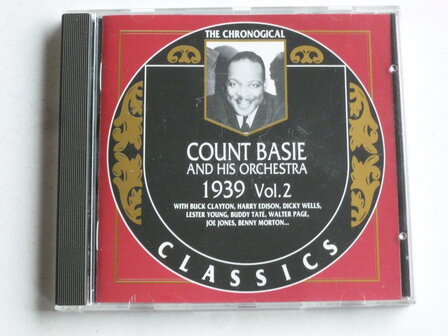 THE CHRONOGICAL
COUNT BASIE
AND HIS ORCHESTRA
1939 Vol.2
WITH BUCK CLAYTON, HARRY EDISON, DICKY WELLS,
LESTER YOUNG, BUDDY TATE, WALTER PAGE,
JOE JONES, BENNY MORTON...
CLASSICS